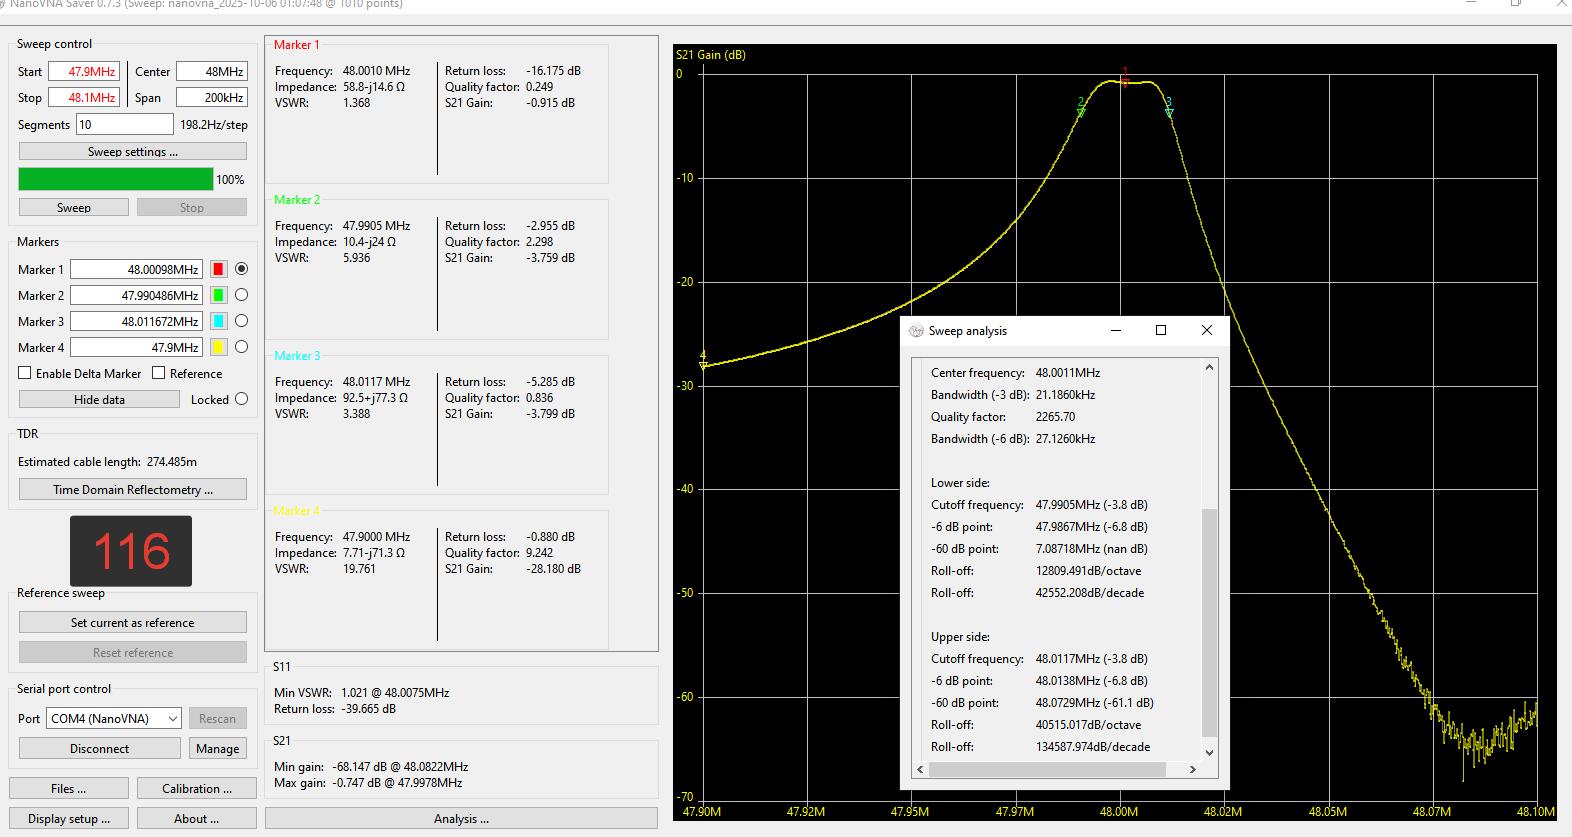 NanoVNA Saver 0.7.3 (Sweep: nanovna_2025-10-06 01:07:48 @ 1010 points)
Sweep control
Start 47.9MHz Center 48MHz
Stop 48.1MHz Span 200kHz
Segments 10 198.2Hz/step
Sweep settings ...
100%
Sweep Stop
Markers
Marker 1 48.00098MHz
Marker 2 47.990486MHz
Marker 3 48.011672MHz
Marker 4 47.9MHz
Enable Delta Marker Reference
Hide data Locked
TDR
Estimated cable length: 274.485m
Time Domain Reflectometry ...
116
Reference sweep
Set current as reference
Reset reference
Serial port control
Port COM4 (NanoVNA) Rescan
Disconnect Manage
Files ... Calibration ...
Display setup ... About ...
Marker 1
Frequency: 48.0010 MHz Return loss: -16.175 dB
Impedance: 58.8-j14.6 Ω Quality factor: 0.249
VSWR: 1.368 S21 Gain: -0.915 dB
Marker 2
Frequency: 47.9905 MHz Return loss: -2.955 dB
Impedance: 10.4-j24 Ω Quality factor: 2.298
VSWR: 5.936 S21 Gain: -3.759 dB
Marker 3
Frequency: 48.0117 MHz Return loss: -5.285 dB
Impedance: 92.5+j77.3 Ω Quality factor: 0.836
VSWR: 3.388 S21 Gain: -3.799 dB
Marker 4
Frequency: 47.9000 MHz Return loss: -0.880 dB
Impedance: 7.71-j71.3 Ω Quality factor: 9.242
VSWR: 19.761 S21 Gain: -28.180 dB
S11
Min VSWR: 1.021 @ 48.0075MHz
Return loss: -39.665 dB
S21
Min gain: -68.147 dB @ 48.0822MHz
Max gain: -0.747 dB @ 47.9978MHz
Analysis ...
S21 Gain (dB)
0
1
2
3
-10
-20
4
-30
-40
-50
-60
-70
47.90M 47.92M 47.95M 47.97M 48.00M 48.02M 48.05M 48.07M 48.10M
Sweep analysis
Center frequency: 48.0011MHz
Bandwidth (-3 dB): 21.1860kHz
Quality factor: 2265.70
Bandwidth (-6 dB): 27.1260kHz
Lower side:
Cutoff frequency: 47.9905MHz (-3.8 dB)
-6 dB point: 47.9867MHz (-6.8 dB)
-60 dB point: 7.08718MHz (nan dB)
Roll-off: 12809.491dB/octave
Roll-off: 42552.208dB/decade
Upper side:
Cutoff frequency: 48.0117MHz (-3.8 dB)
-6 dB point: 48.0138MHz (-6.8 dB)
-60 dB point: 48.0729MHz (-61.1 dB)
Roll-off: 40515.017dB/octave
Roll-off: 134587.974dB/decade